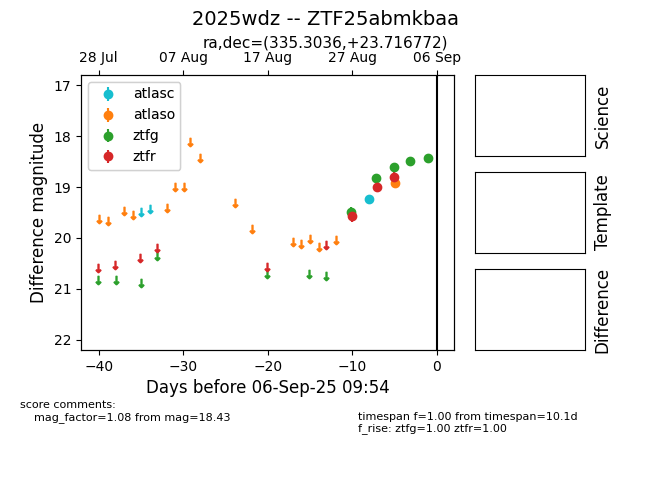 2025wdz -- ZTF25abmkbaa
ra,dec=(335.3036,+23.716772)
28 Jul
07 Aug
17 Aug
27 Aug
06 Sep
17
18
19
20
21
22
Difference magnitude
atlasc
atlaso
ztfg
ztfr
−40
−30
−20
−10
0
Days before 06-Sep-25 09:54
Science
Template
Difference
score comments:
mag_factor=1.08 from mag=18.43
timespan f=1.00 from timespan=10.1d
f_rise: ztfg=1.00 ztfr=1.00